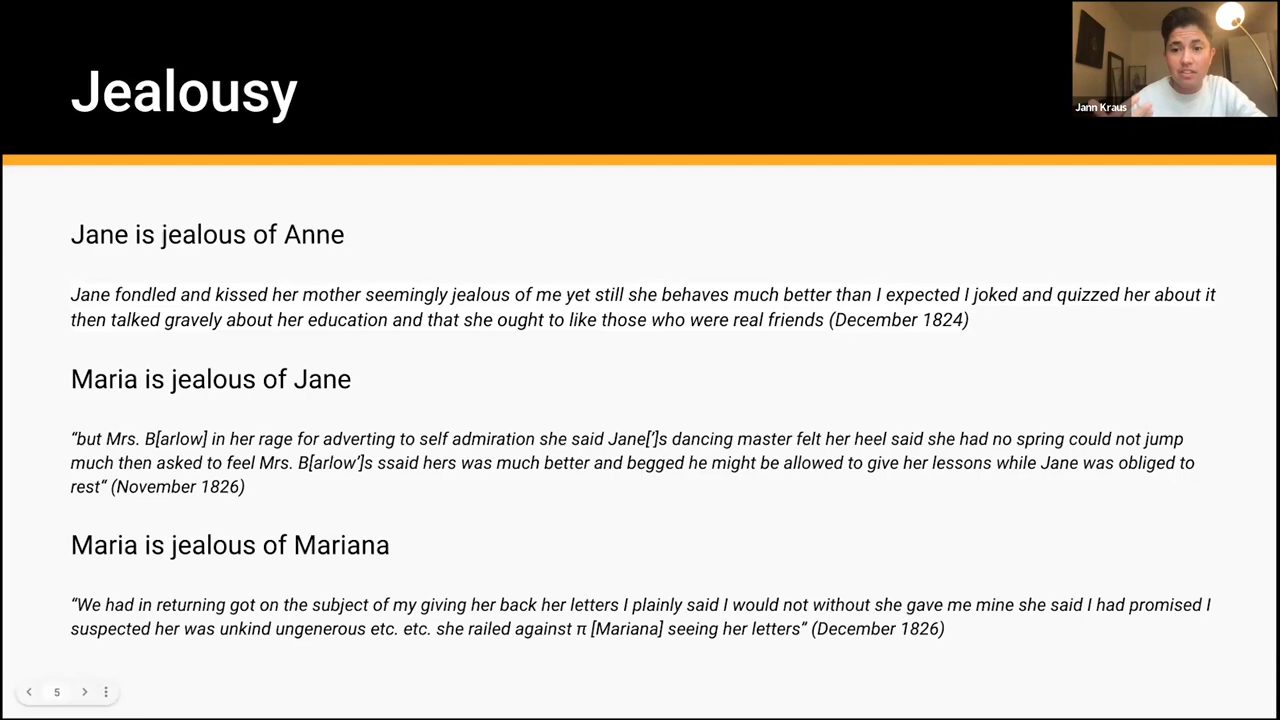 Jealousy
Jann Kraus
Jane is jealous of Anne
Jane fondled and kissed her mother seemingly jealous of me yet still she behaves much better than I expected I joked and quizzed her about it
then talked gravely about her education and that she ought to like those who were real friends (December 1824)
Maria is jealous of Jane
“but Mrs. B[arlow] in her rage for adverting to self admiration she said Jane[’]s dancing master felt her heel said she had no spring could not jump
much then asked to feel Mrs. B[arlow’]s ssaid hers was much better and begged he might be allowed to give her lessons while Jane was obliged to
rest“ (November 1826)
Maria is jealous of Mariana
“We had in returning got on the subject of my giving her back her letters I plainly said I would not without she gave me mine she said I had promised I
suspected her was unkind ungenerous etc. etc. she railed against π [Mariana] seeing her letters” (December 1826)
5